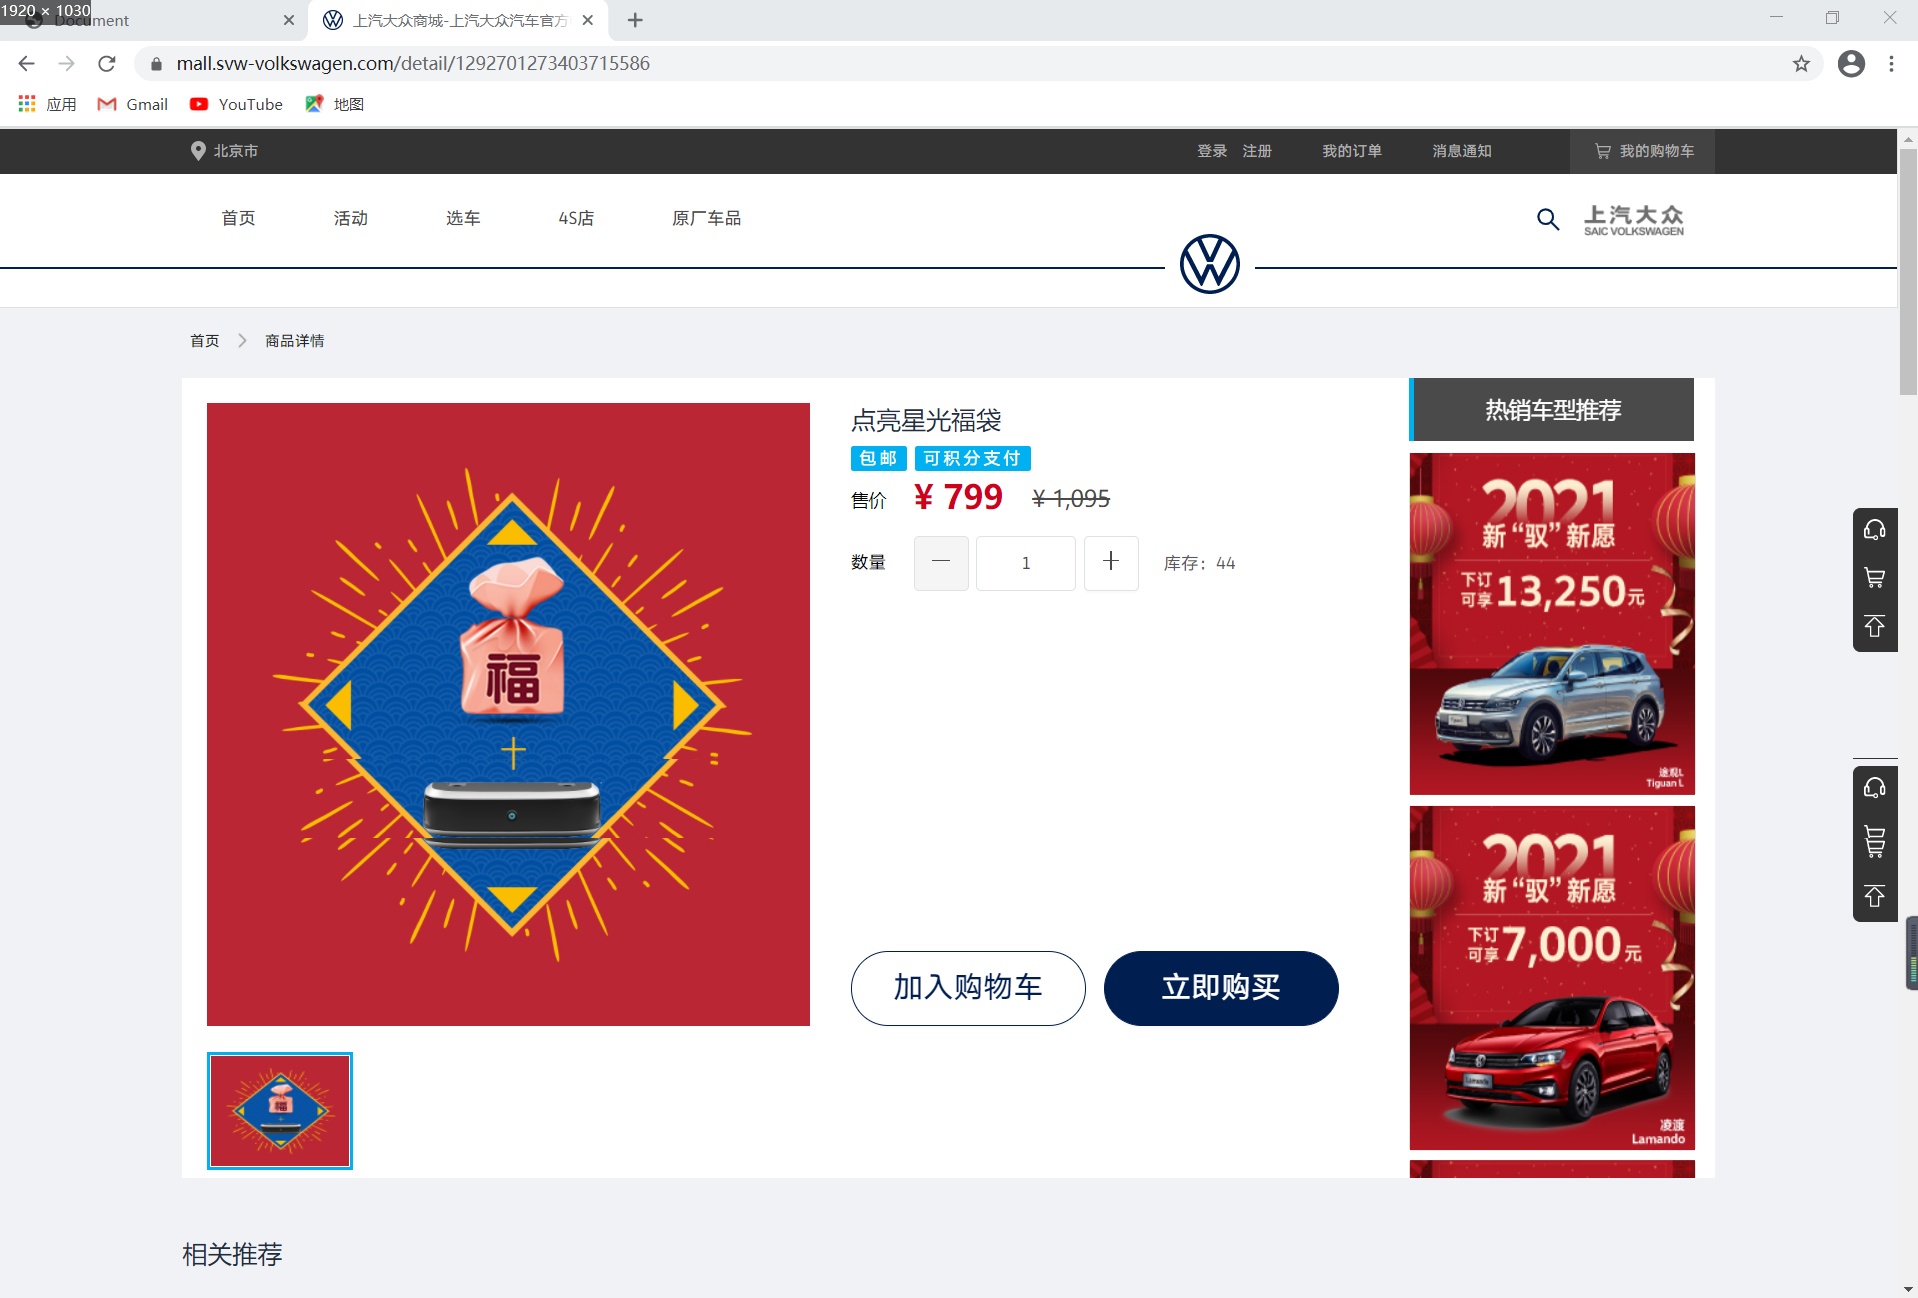 1920 × 1030
Document
上汽大众商城-上汽大众汽车官方
mall.svw-volkswagen.com/detail/1292701273403715586
应用
Gmail
YouTube
地图
北京市
登录
注册
我的订单
消息通知
我的购物车
首页
活动
选车
4S店
原厂车品
上汽大众
SAIC VOLKSWAGEN
首页
商品详情
福
点亮星光福袋
包邮
可积分支付
售价
¥ 799
¥ 1,095
数量
1
库存：44
加入购物车
立即购买
热销车型推荐
2021
新“驭”新愿
下订
可享13,250元
途观L
Tiguan L
2021
新“驭”新愿
下订
可享7,000元
Lamando
凌渡
Lamando
福
相关推荐